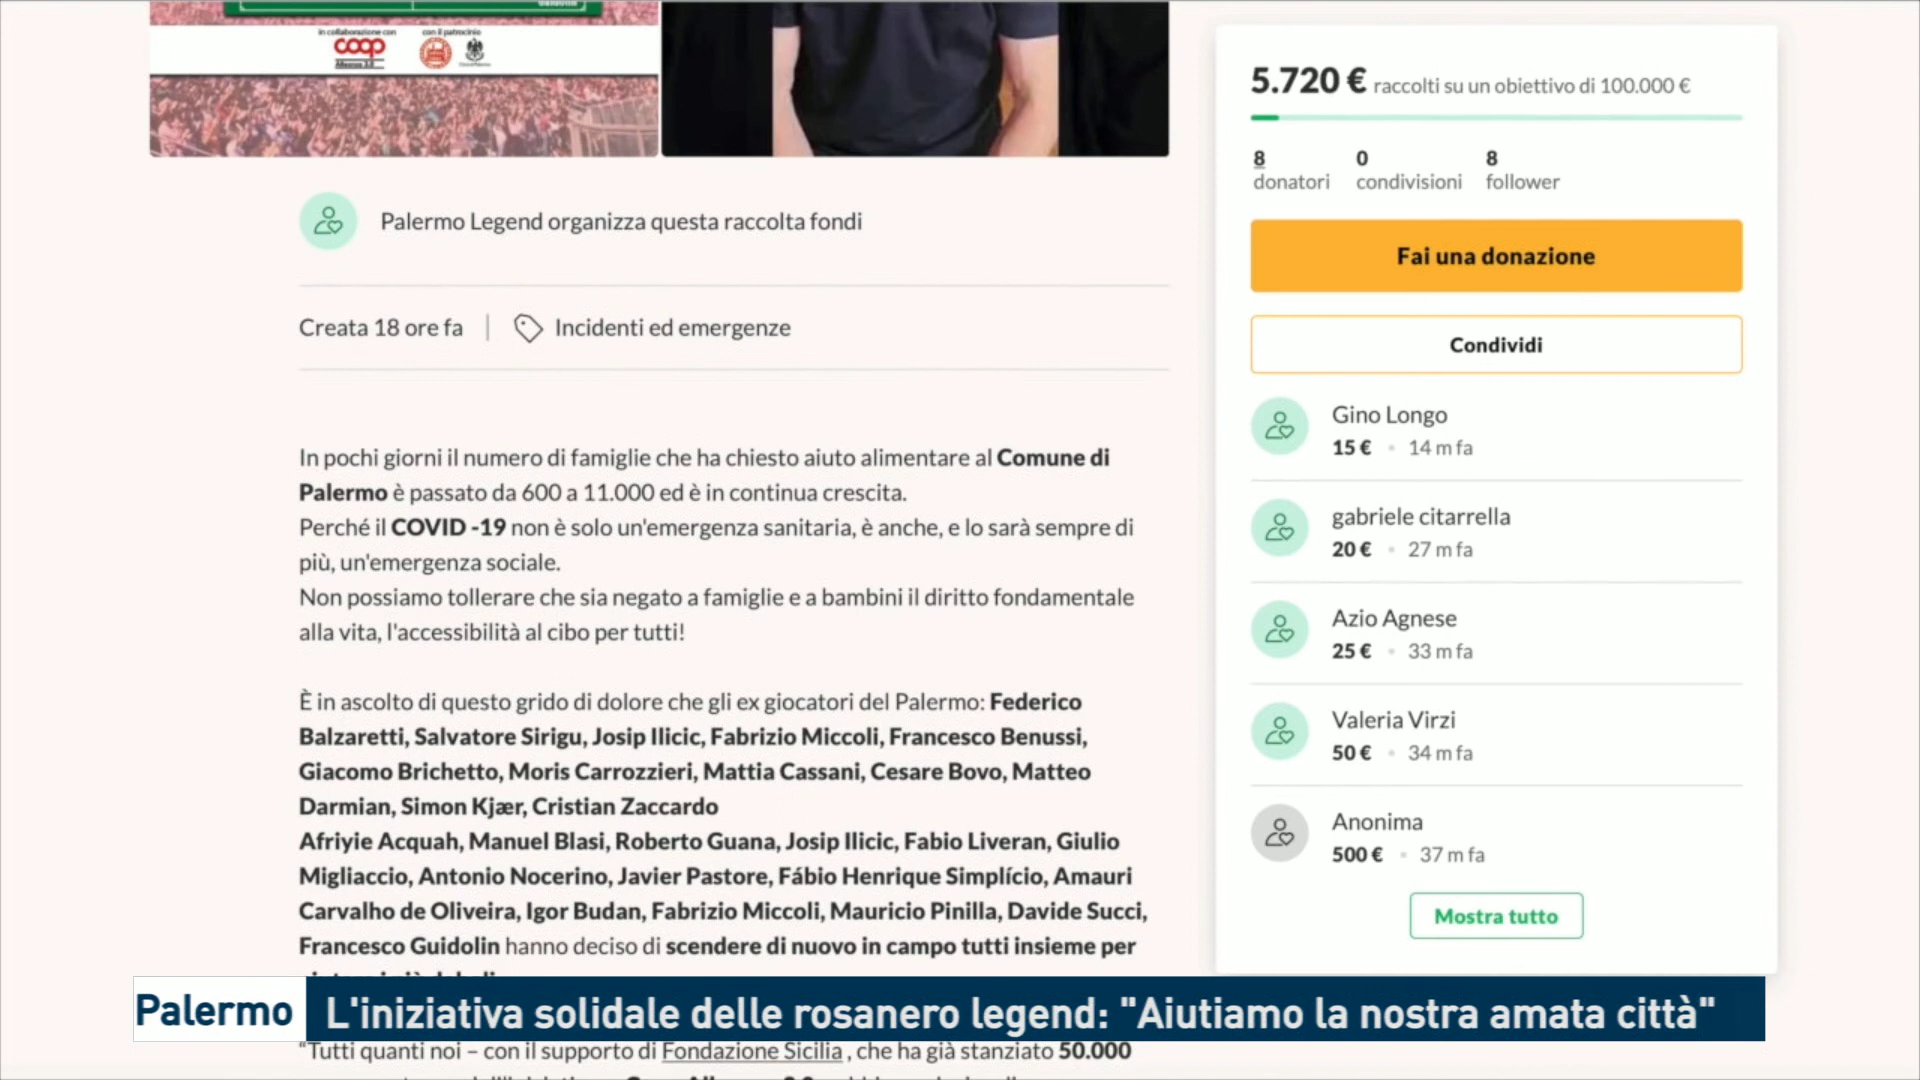 in collaborazione con
con il patrocinio
coop
Alleanza 3.0
Palermo Legend organizza questa raccolta fondi
Creata 18 ore fa
Incidenti ed emergenze
In pochi giorni il numero di famiglie che ha chiesto aiuto alimentare al Comune di
Palermo è passato da 600 a 11.000 ed è in continua crescita.
Perché il COVID -19 non è solo un'emergenza sanitaria, è anche, e lo sarà sempre di
più, un'emergenza sociale.
Non possiamo tollerare che sia negato a famiglie e a bambini il diritto fondamentale
alla vita, l'accessibilità al cibo per tutti!
È in ascolto di questo grido di dolore che gli ex giocatori del Palermo: Federico
Balzaretti, Salvatore Sirigu, Josip Ilicic, Fabrizio Miccoli, Francesco Benussi,
Giacomo Brichetto, Moris Carrozzieri, Mattia Cassani, Cesare Bovo, Matteo
Darmian, Simon Kjær, Cristian Zaccardo
Afriyie Acquah, Manuel Blasi, Roberto Guana, Josip Ilicic, Fabio Liveran, Giulio
Migliaccio, Antonio Nocerino, Javier Pastore, Fábio Henrique Simplício, Amauri
Carvalho de Oliveira, Igor Budan, Fabrizio Miccoli, Mauricio Pinilla, Davide Succi,
Francesco Guidolin hanno deciso di scendere di nuovo in campo tutti insieme per
"Tutti quanti noi – con il supporto di Fondazione Sicilia , che ha già stanziato 50.000
5.720 € raccolti su un obiettivo di 100.000 €
8 donatori
0 condivisioni
8 follower
Fai una donazione
Condividi
Gino Longo
15 € • 14 m fa
gabriele citarrella
20 € • 27 m fa
Azio Agnese
25 € • 33 m fa
Valeria Virzi
50 € • 34 m fa
Anonima
500 € • 37 m fa
Mostra tutto
Palermo
L'iniziativa solidale delle rosanero legend: "Aiutiamo la nostra amata città"